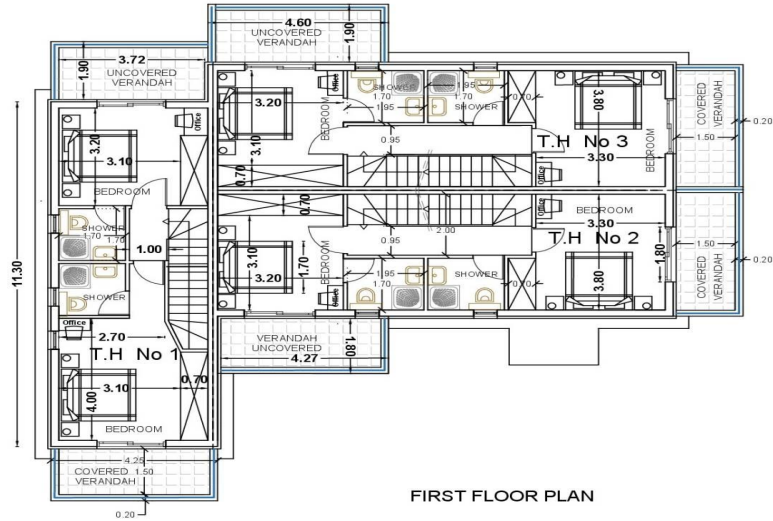 4.60
UNCOVERED
VERANDAH
1.90
3.72
UNCOVERED
VERANDAH
1.90
Office
3.20
3.10
BEDROOM
0.70
SHOWER
1.70
1.95
1.95
1.70
SHOWER
0.70
3.80
BEDROOM
COVERED
VERANDAH
1.50
0.20
T.H No 3
3.30
Office
0.95
Office
3.20
3.10
BEDROOM
11.30
SHOWER
1.70
1.70
1.00
0.70
3.10
3.20
1.70
BEDROOM
Office
0.95
2.00
1.95
1.70
SHOWER
0.70
Office
BEDROOM
3.30
T.H No 2
1.80
3.80
1.50
COVERED
VERANDAH
0.20
SHOWER
Office
2.70
T.H No 1
3.10
0.70
4.00
BEDROOM
VERANDAH
UNCOVERED
1.80
4.27
4.25
COVERED 1.50
VERANDAH
0.20
FIRST FLOOR PLAN